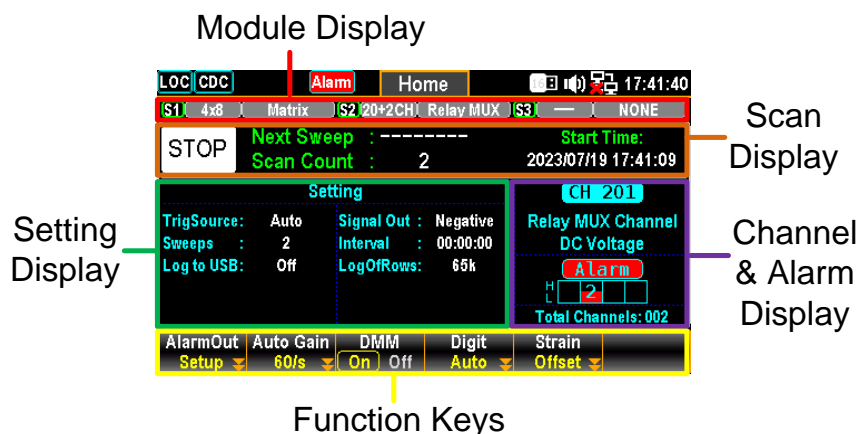 Module Display
LOC CDC Alarm Home 16 17:41:40
S1 4x8 Matrix S2 20+2CH Relay MUX S3 — NONE
STOP Next Sweep : -------- Start Time:
Scan Count : 2 2023/07/19 17:41:09
Scan
Display
Setting CH 201
TrigSource: Auto Signal Out : Negative Relay MUX Channel
Sweeps : 2 Interval : 00:00:00 DC Voltage
Log to USB: Off LogOfRows: 65k Alarm
H 2
L
Total Channels: 002
Setting
Display
Channel
& Alarm
Display
AlarmOut Auto Gain DMM Digit Strain
Setup 60/s On Off Auto Offset
Function Keys